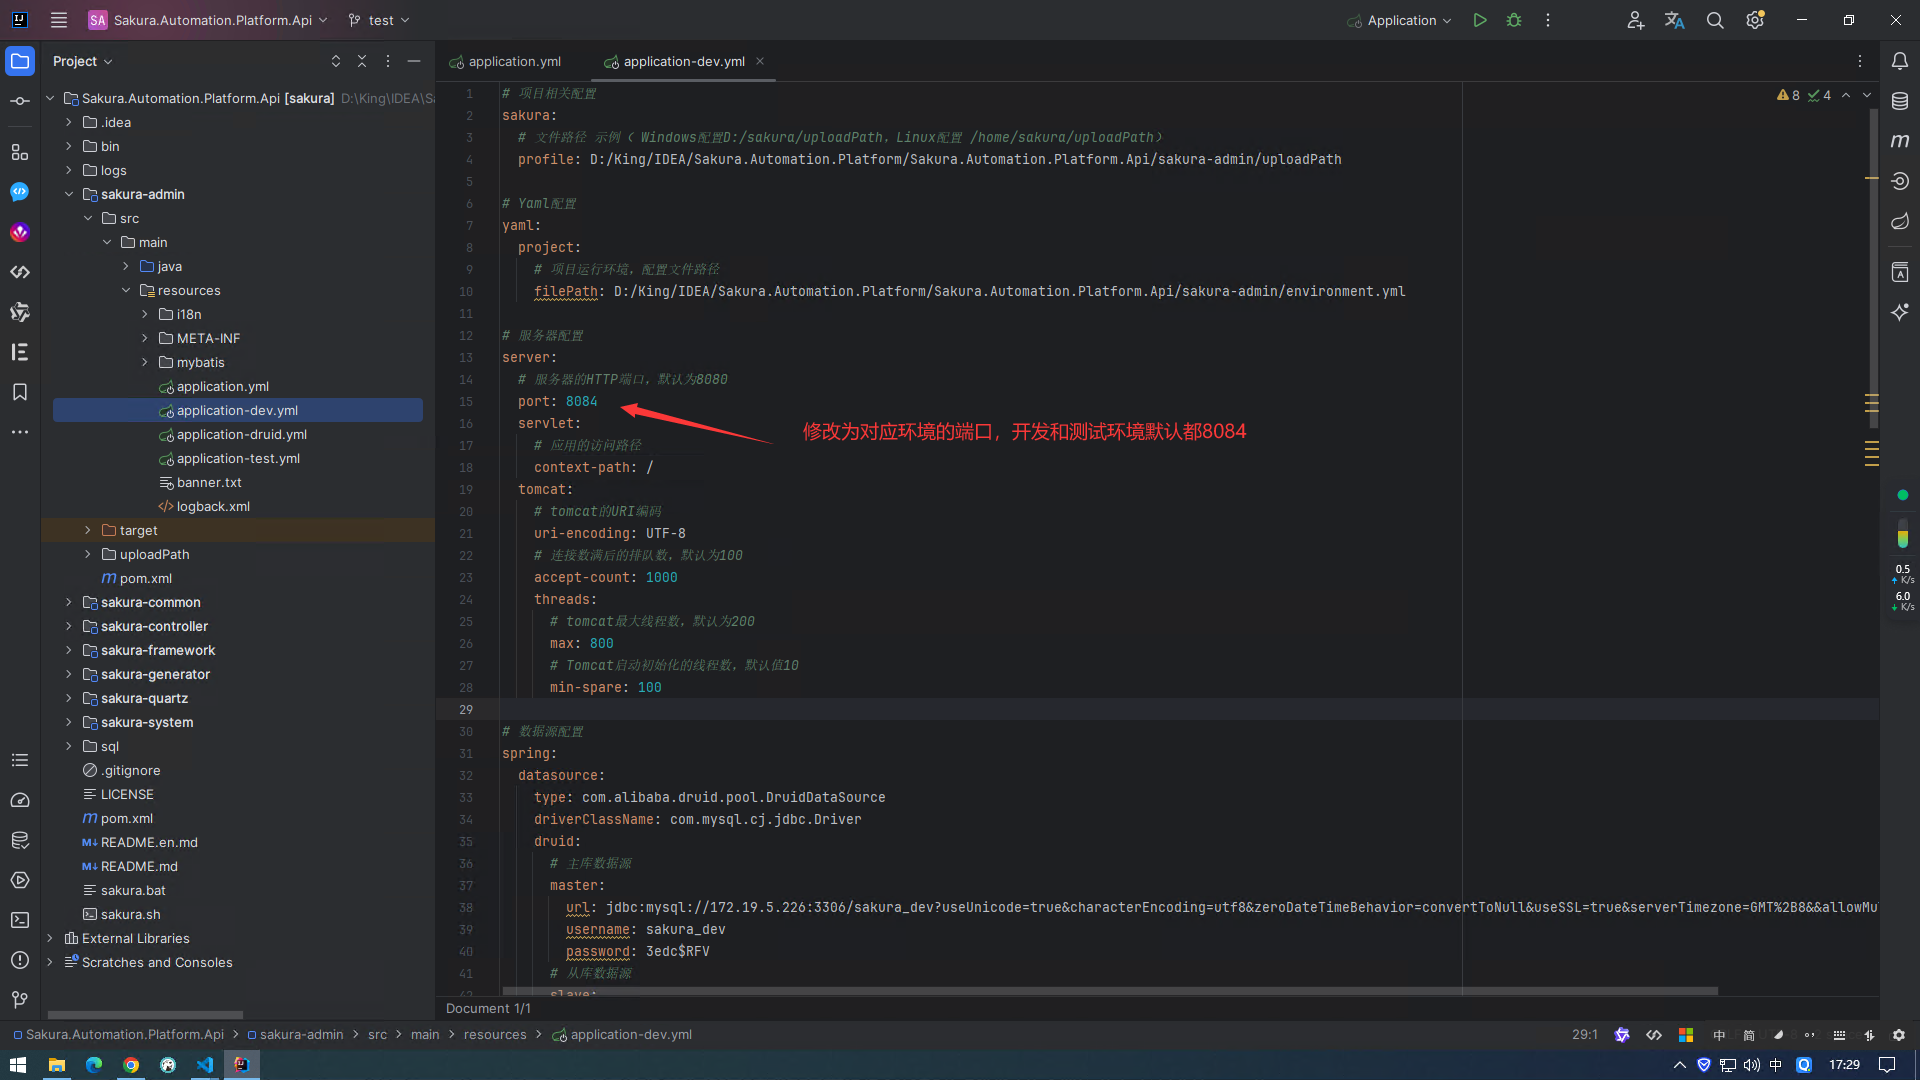 SA Sakura.Automation.Platform.Api test
Application
Project
application.yml
application-dev.yml
Sakura.Automation.Platform.Api [sakura] D:\King\IDEA\Sa
.idea
bin
logs
sakura-admin
src
main
java
resources
i18n
META-INF
mybatis
application.yml
application-dev.yml
application-druid.yml
application-test.yml
banner.txt
logback.xml
target
uploadPath
pom.xml
sakura-common
sakura-controller
sakura-framework
sakura-generator
sakura-quartz
sakura-system
sql
.gitignore
LICENSE
pom.xml
README.en.md
README.md
sakura.bat
sakura.sh
External Libraries
Scratches and Consoles
8 4
1 # 项目相关配置
2 sakura:
3 # 文件路径 示例（ Windows配置D:/sakura/uploadPath，Linux配置 /home/sakura/uploadPath）
4 profile: D:/King/IDEA/Sakura.Automation.Platform/Sakura.Automation.Platform.Api/sakura-admin/uploadPath
5
6 # Yaml配置
7 yaml:
8 project:
9 # 项目运行环境，配置文件路径
10 filePath: D:/King/IDEA/Sakura.Automation.Platform/Sakura.Automation.Platform.Api/sakura-admin/environment.yml
11
12 # 服务器配置
13 server:
14 # 服务器的HTTP端口，默认为8080
15 port: 8084
修改为对应环境的端口，开发和测试环境默认都8084
16 servlet:
17 # 应用的访问路径
18 context-path: /
19 tomcat:
20 # tomcat的URI编码
21 uri-encoding: UTF-8
22 # 连接数满后的排队数，默认为100
23 accept-count: 1000
24 threads:
25 # tomcat最大线程数，默认为200
26 max: 800
27 # Tomcat启动初始化的线程数，默认值10
28 min-spare: 100
29
30 # 数据源配置
31 spring:
32 datasource:
33 type: com.alibaba.druid.pool.DruidDataSource
34 driverClassName: com.mysql.cj.jdbc.Driver
35 druid:
36 # 主库数据源
37 master:
38 url: jdbc:mysql://172.19.5.226:3306/sakura_dev?useUnicode=true&characterEncoding=utf8&zeroDateTimeBehavior=convertToNull&useSSL=true&serverTimezone=GMT%2B8&&allowMul
39 username: sakura_dev
40 password: 3edc$RFV
41 # 从库数据源
42 slave:
Document 1/1
0.5
K/s
6.0
K/s
Sakura.Automation.Platform.Api > sakura-admin > src > main > resources > application-dev.yml
29:1
中 简
中
17:29